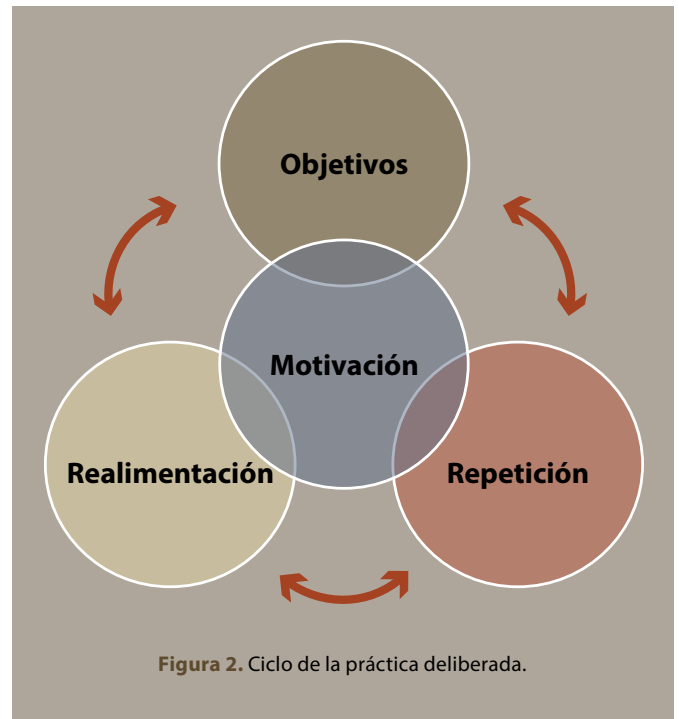 Objetivos
Motivación
Realimentación
Repetición
Figura 2. Ciclo de la práctica deliberada.